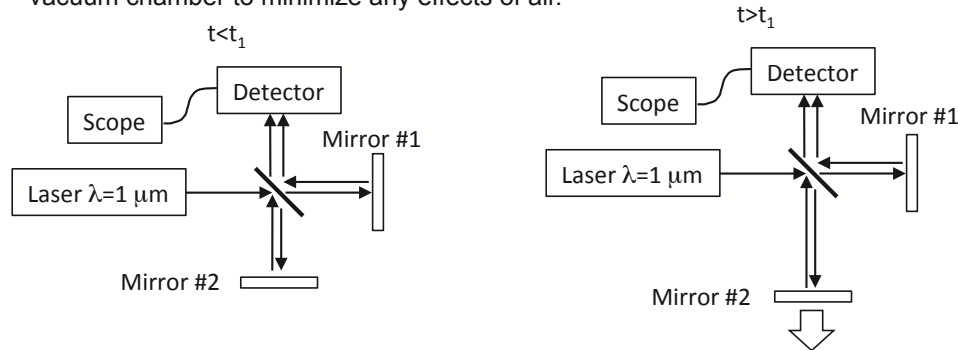 vacuum chamber to minimize any effects of air.
t<t₁
Detector
Scope
Mirror #1
Laser λ=1 μm
Mirror #2
t>t₁
Detector
Scope
Mirror #1
Laser λ=1 μm
Mirror #2